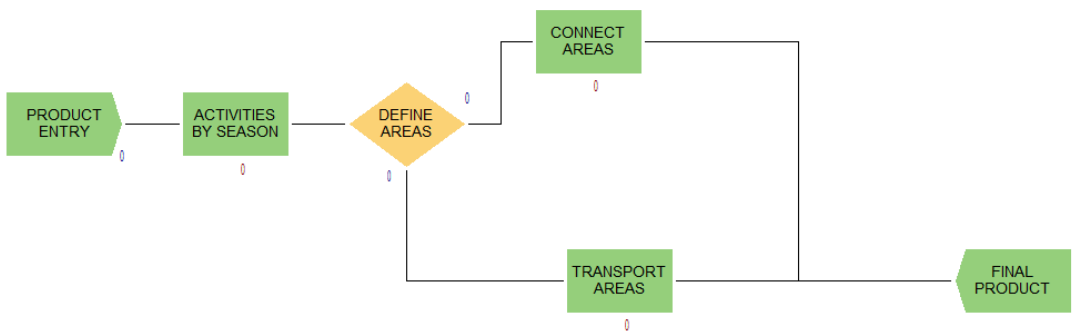 CONNECT
AREAS
0
0
PRODUCT
ENTRY
0
ACTIVITIES
BY SEASON
0
DEFINE
AREAS
0
TRANSPORT
AREAS
0
FINAL
PRODUCT